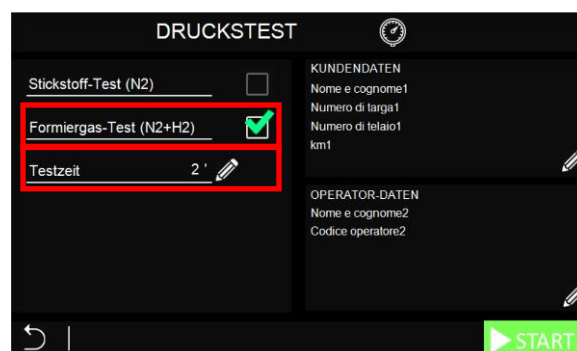 DRUCKSTEST
Stickstoff-Test (N2)
Formiergas-Test (N2+H2)
Testzeit 2 '
KUNDENDATEN
Nome e cognome1
Numero di targa1
Numero di telaio1
km1
OPERATOR-DATEN
Nome e cognome2
Codice operatore2
START